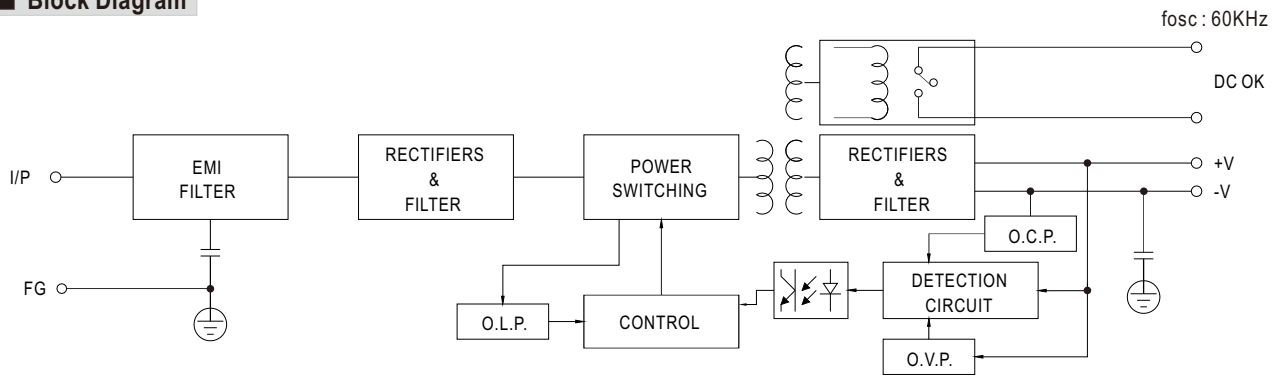 ■ Block Diagram
fosc : 60KHz
DC OK
I/P
EMI
FILTER
RECTIFIERS
&
FILTER
POWER
SWITCHING
RECTIFIERS
&
FILTER
+V
-V
O.C.P.
FG
O.L.P.
CONTROL
DETECTION
CIRCUIT
O.V.P.